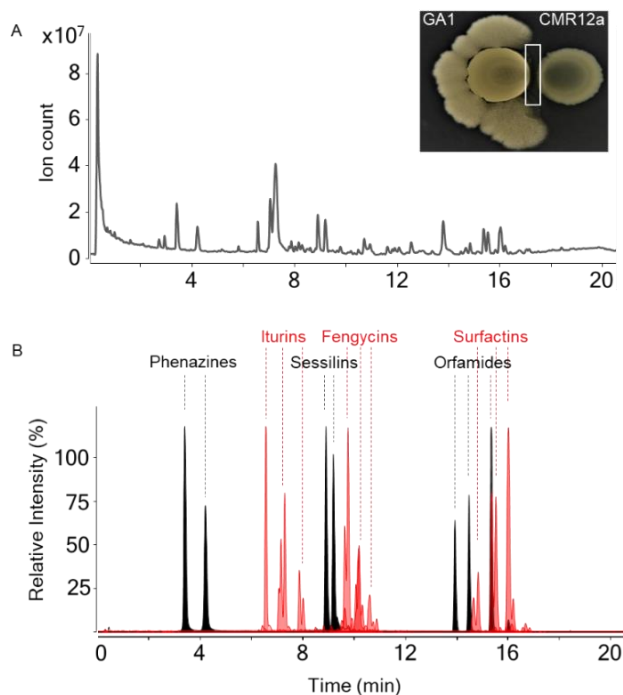 A
x10⁷
8
6
4
2
0
Ion count
4
8
12
16
20
GA1
CMR12a
B
Iturins
Fengycins
Surfactins
Phenazines
Sessilins
Orfamides
100
75
50
25
Relative Intensity (%)
0
4
8
12
16
20
Time (min)